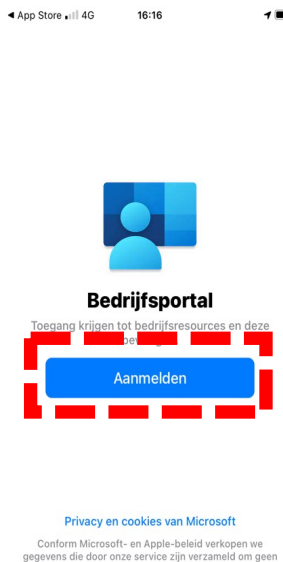 ◀ App Store 4G 16:16
Bedrijfsportal
Toegang krijgen tot bedrijfsresources en deze
Aanmelden
Privacy en cookies van Microsoft
Conform Microsoft- en Apple-beleid verkopen we
gegevens die door onze service zijn verzameld om geen